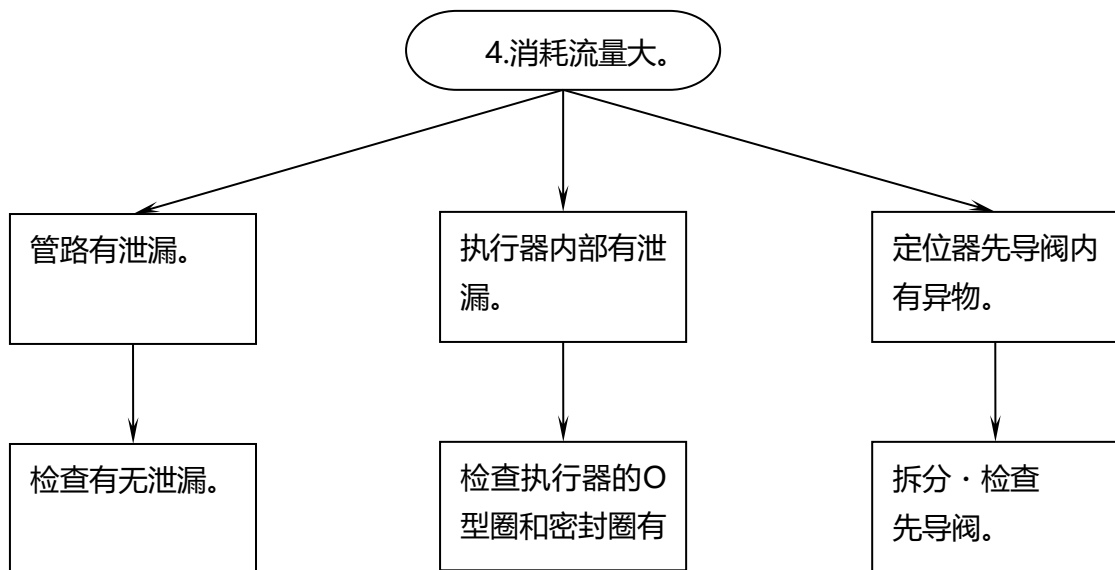 4.消耗流量大。
管路有泄漏。
执行器内部有泄
漏。
定位器先导阀内
有异物。
检查有无泄漏。
检查执行器的O
型圈和密封圈有
拆分・检查
先导阀。